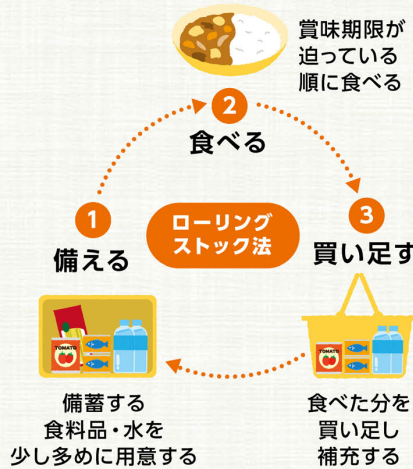 賞味期限が
迫っている
順に食べる
2
食べる
1
備える
ローリング
ストック法
3
買い足す
TOMATO
TOMATO
備蓄する
食料品・水を
少し多めに用意する
食べた分を
買い足し
補充する